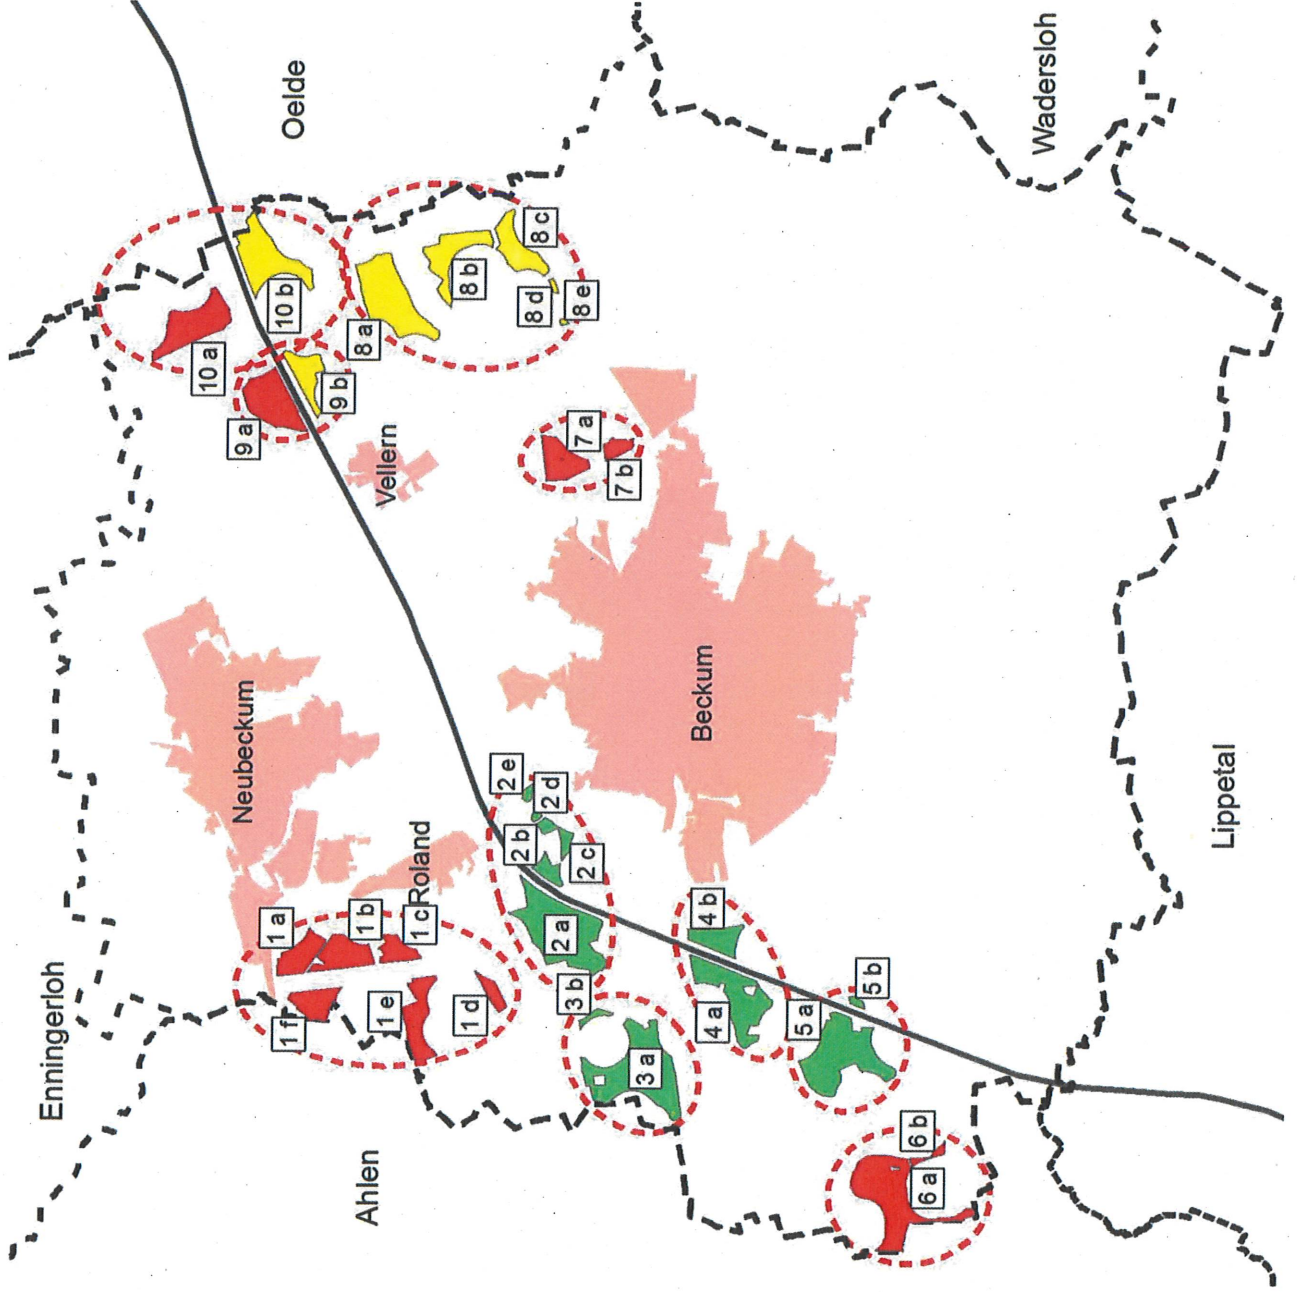 Enningerloh
10 a
Neubeckum
9 a
1 a
10 b
1 f
Oelde
9 b
8 a
1 b
Ahlen
1 e
Vellern
Roland
1 c
1 d
8 b
2 e
2 b
8 d
8 c
2 d
2 a
3 b
8 e
7 a
2 c
7 b
3 a
Beckum
4 b
4 a
5 a
5 b
6 b
6 a
Wadersloh
Lippetal